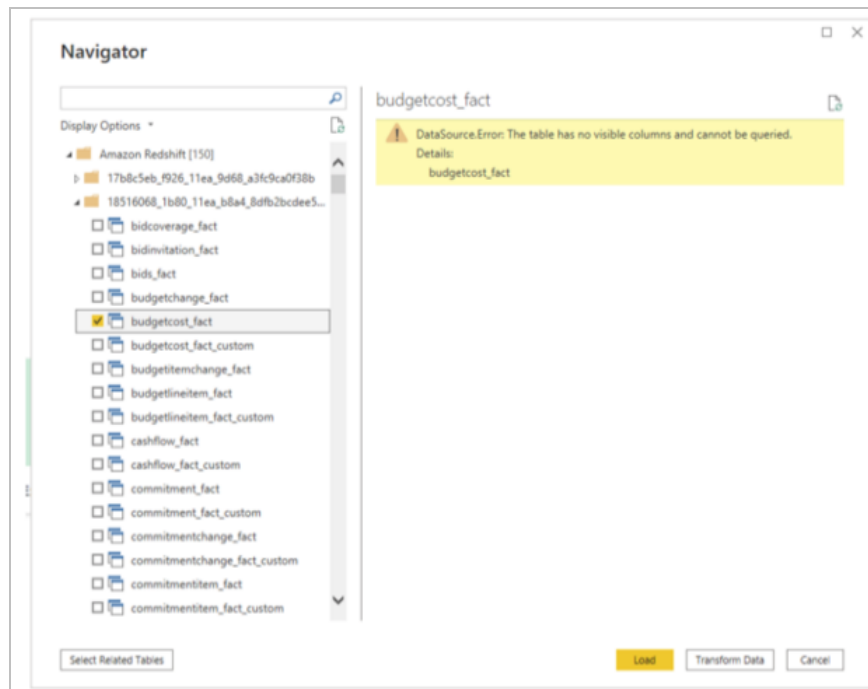 Navigator
Display Options
Amazon Redshift [150]
17b8c5eb_f926_11ea_9d68_a3fc9ca0f38b
18516068_1b80_11ea_b8a4_8dfb2bcdee5...
bidcoverage_fact
bidinvitation_fact
bids_fact
budgetchange_fact
budgetcost_fact
budgetcost_fact_custom
budgetitemchange_fact
budgetlineitem_fact
budgetlineitem_fact_custom
cashflow_fact
cashflow_fact_custom
commitment_fact
commitment_fact_custom
commitmentchange_fact
commitmentchange_fact_custom
commitmentitem_fact
commitmentitem_fact_custom
budgetcost_fact
DataSource.Error: The table has no visible columns and cannot be queried.
Details:
budgetcost_fact
Select Related Tables
Load
Transform Data
Cancel